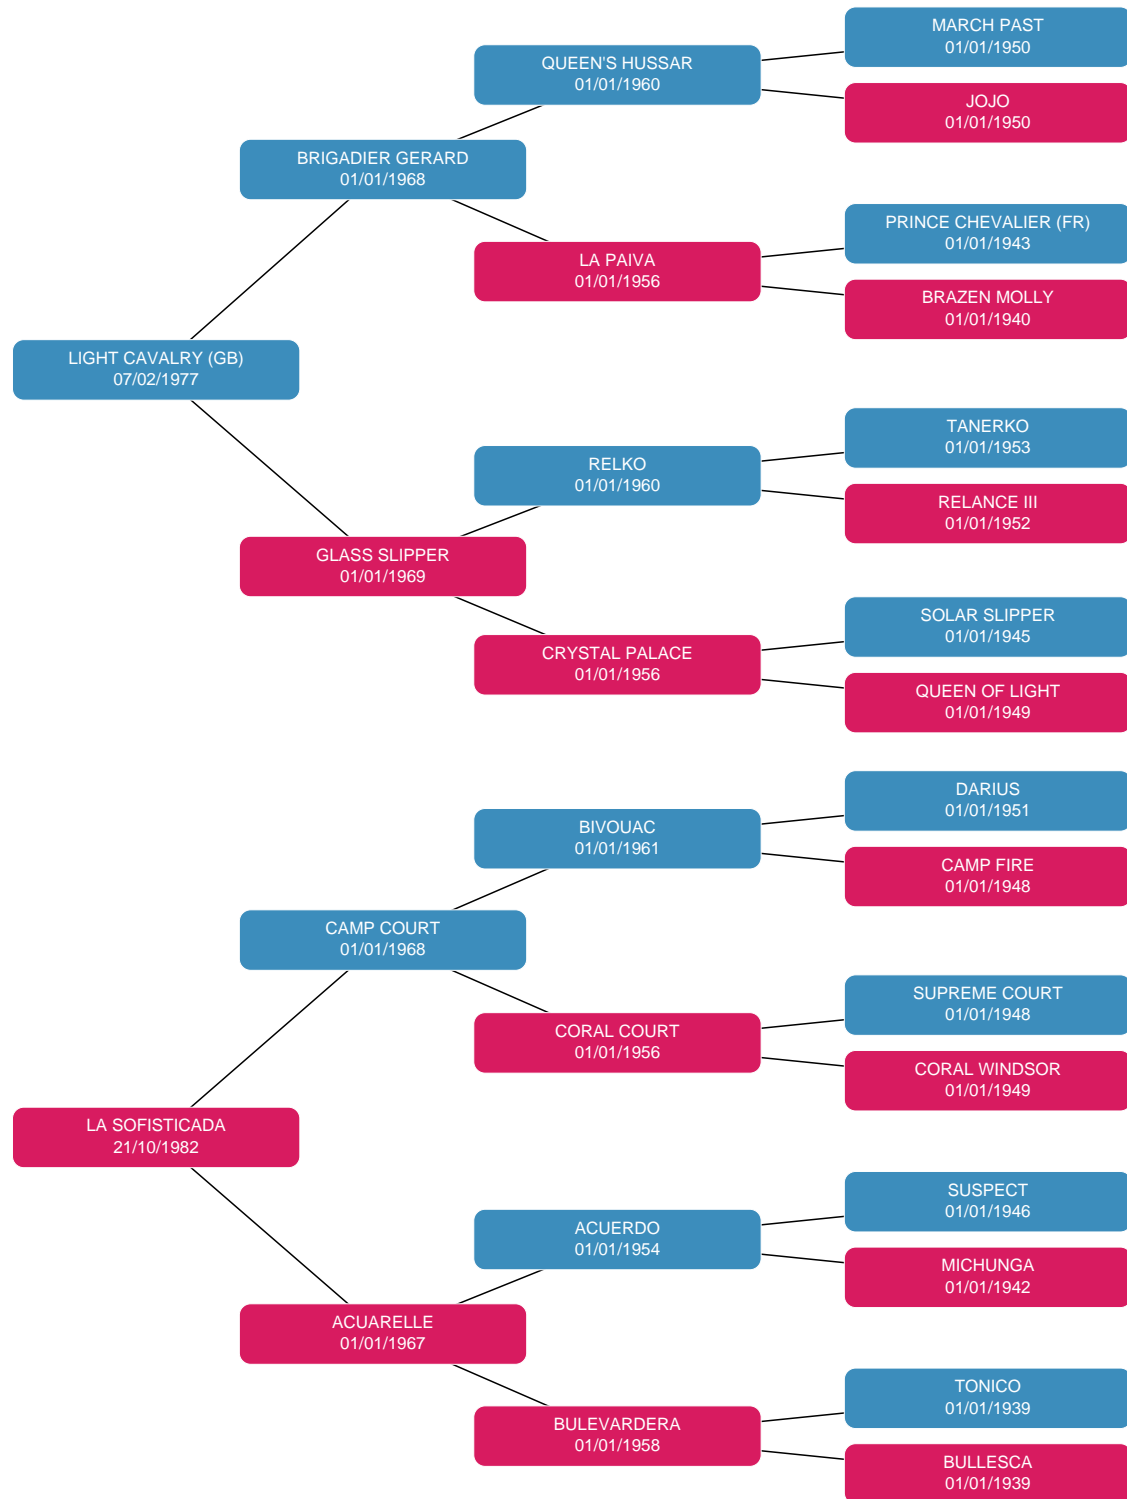 MARCH PAST
01/01/1950
QUEEN'S HUSSAR
01/01/1960
JOJO
01/01/1950
BRIGADIER GERARD
01/01/1968
PRINCE CHEVALIER (FR)
01/01/1943
LA PAIVA
01/01/1956
BRAZEN MOLLY
01/01/1940
LIGHT CAVALRY (GB)
07/02/1977
TANERKO
01/01/1953
RELKO
01/01/1960
RELANCE III
01/01/1952
GLASS SLIPPER
01/01/1969
SOLAR SLIPPER
01/01/1945
CRYSTAL PALACE
01/01/1956
QUEEN OF LIGHT
01/01/1949
DARIUS
01/01/1951
BIVOUAC
01/01/1961
CAMP FIRE
01/01/1948
CAMP COURT
01/01/1968
SUPREME COURT
01/01/1948
CORAL COURT
01/01/1956
CORAL WINDSOR
01/01/1949
LA SOFISTICADA
21/10/1982
SUSPECT
01/01/1946
ACUERDO
01/01/1954
MICHUNGA
01/01/1942
ACUARELLE
01/01/1967
TONICO
01/01/1939
BULEVARDERA
01/01/1958
BULLESCA
01/01/1939